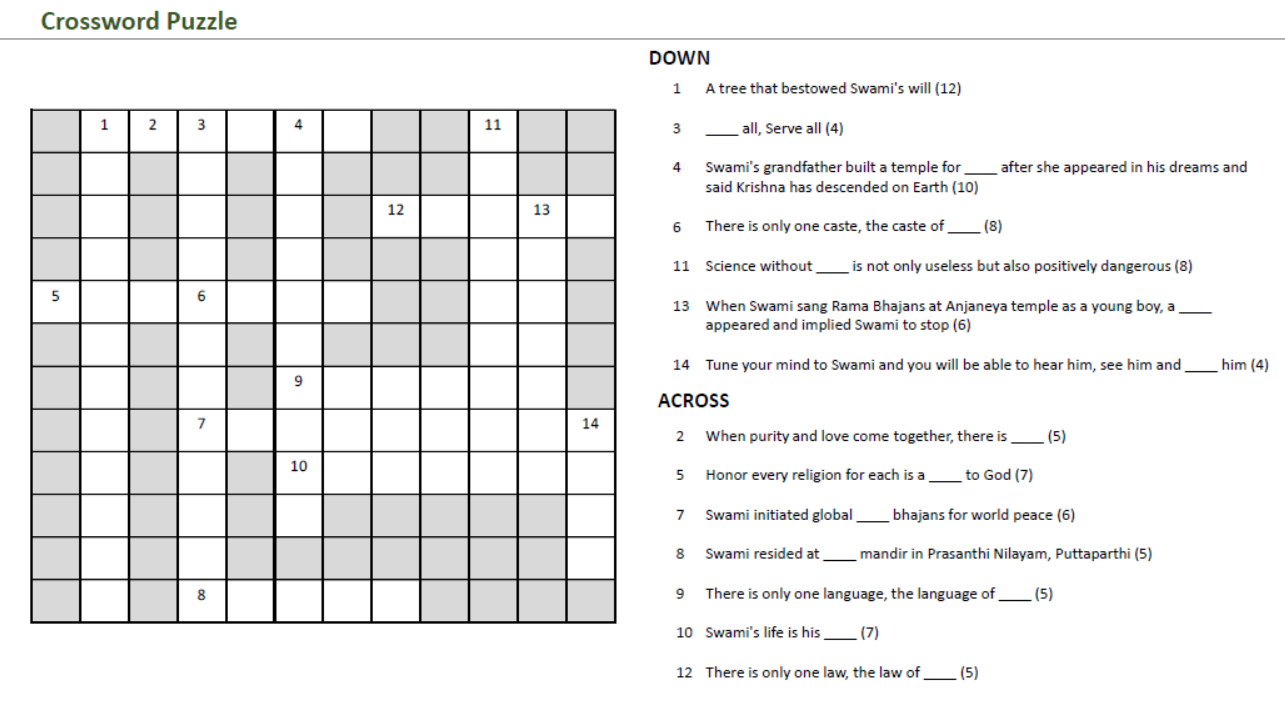 Crossword Puzzle
1 2 3 4 11
12 13
5 6
9
7 14
10
8
DOWN
1 A tree that bestowed Swami's will (12)
3 ____ all, Serve all (4)
4 Swami's grandfather built a temple for ____ after she appeared in his dreams and
said Krishna has descended on Earth (10)
6 There is only one caste, the caste of ____ (8)
11 Science without ____ is not only useless but also positively dangerous (8)
13 When Swami sang Rama Bhajans at Anjaneya temple as a young boy, a ____
appeared and implied Swami to stop (6)
14 Tune your mind to Swami and you will be able to hear him, see him and ____ him (4)
ACROSS
2 When purity and love come together, there is ____ (5)
5 Honor every religion for each is a ____ to God (7)
7 Swami initiated global ____ bhajans for world peace (6)
8 Swami resided at ____ mandir in Prasanthi Nilayam, Puttaparthi (5)
9 There is only one language, the language of ____ (5)
10 Swami's life is his ____ (7)
12 There is only one law, the law of ____ (5)